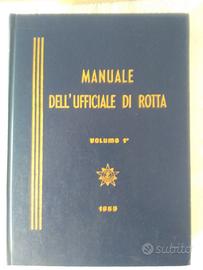 MANUALE
DELL'UFFICIALE DI ROTTA
VOLUME 1°
1959
subito